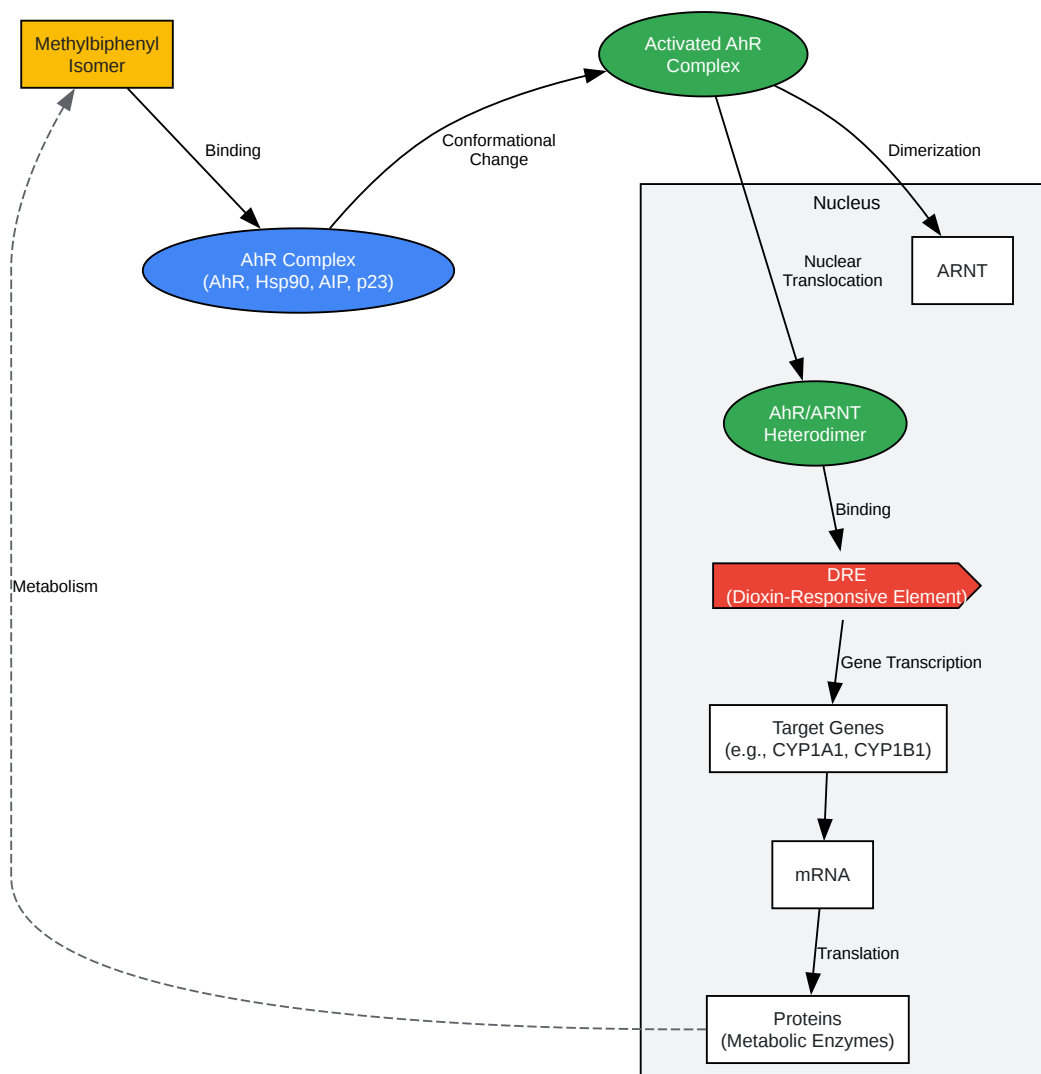 Methylbiphenyl
Isomer
Activated AhR
Complex
Binding
Conformational
Change
Dimerization
Nucleus
AhR Complex
(AhR, Hsp90, AIP, p23)
Nuclear
Translocation
ARNT
AhR/ARNT
Heterodimer
Binding
DRE
(Dioxin-Responsive Element)
Metabolism
Gene Transcription
Target Genes
(e.g., CYP1A1, CYP1B1)
mRNA
Translation
Proteins
(Metabolic Enzymes)